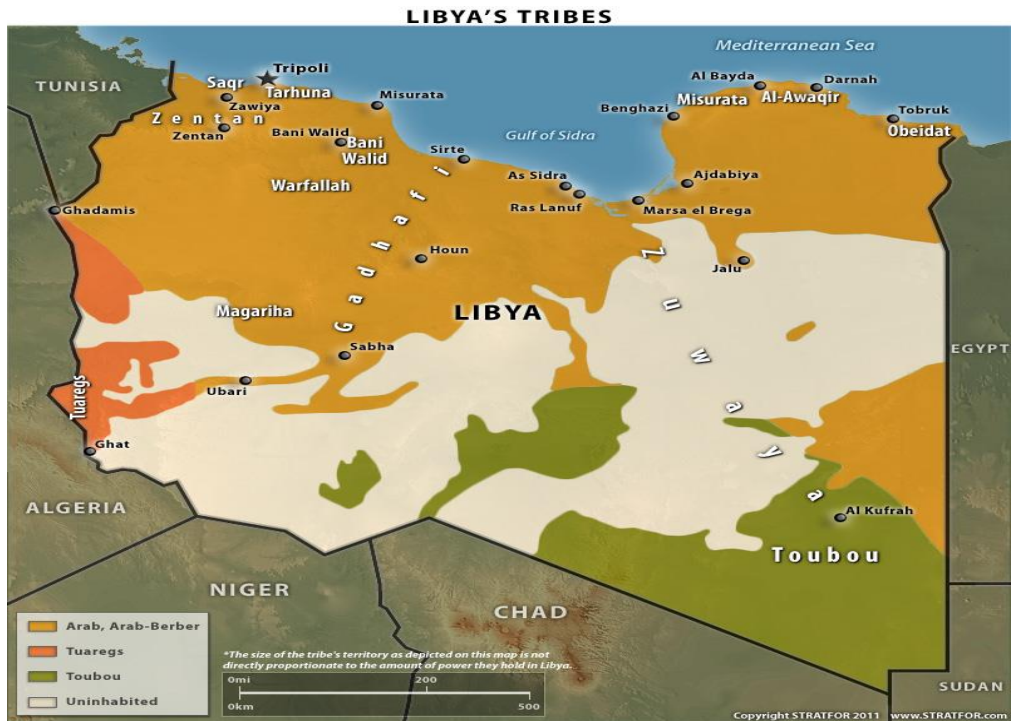 LIBYA'S TRIBES
Mediterranean Sea
TUNISIA
Tripoli
Saqr
Tarhuna
Zawiya
Misurata
Zentan
Zentan
Bani Walid
Bani
Walid
Warfallah
Sirte
Gulf of Sidra
Al Bayda
Darnah
Benghazi
Misurata
Al-Awaqir
Tobruk
Obeidat
As Sidra
Ras Lanuf
Ajdabiya
Marsa el Brega
Ghadamis
Houn
Gadhafi
Jalu
Zuwaya
Magariha
LIBYA
Sabha
EGYPT
Ubari
Tuaregs
Ghat
ALGERIA
Al Kufrah
Toubou
NIGER
CHAD
SUDAN
Arab, Arab-Berber
Tuaregs
Toubou
Uninhabited
*The size of the tribe's territory as depicted on this map is not
directly proportionate to the amount of power they hold in Libya.
0mi 200
0km 500
Copyright STRATFOR 2011 www.STRATFOR.com